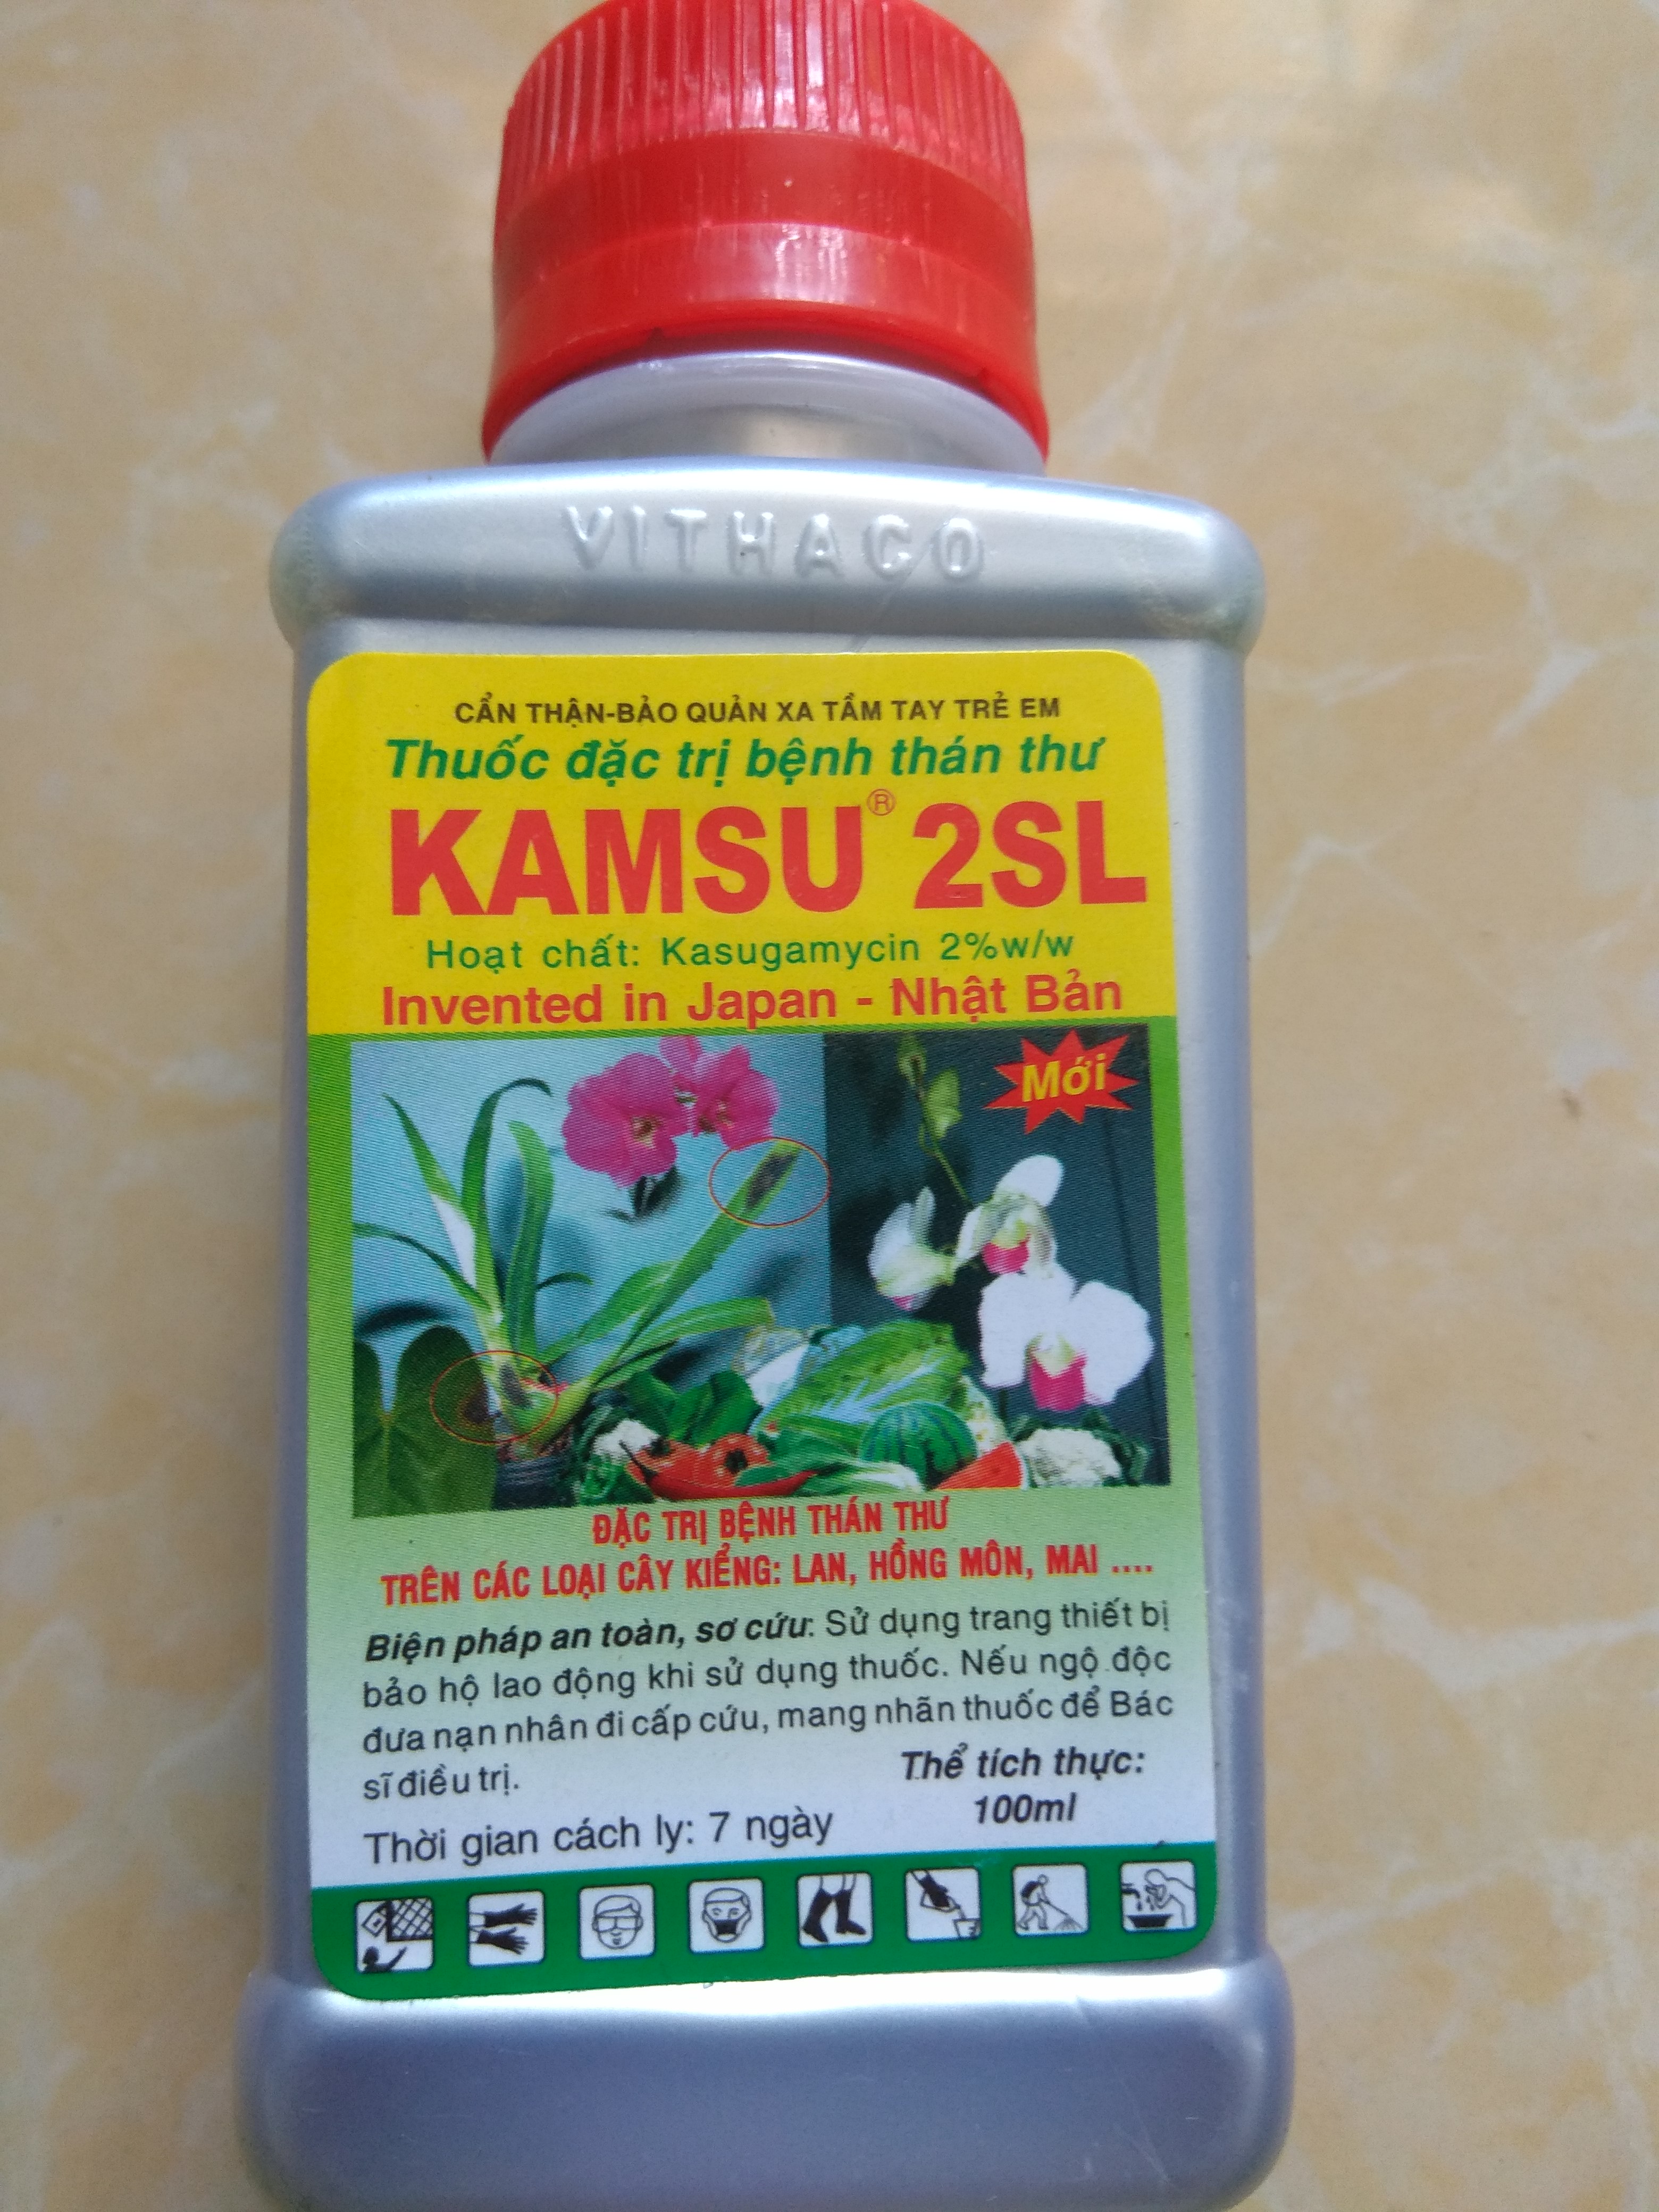 VITHACO
CẨN THẬN-BẢO QUẢN XA TẦM TAY TRẺ EM
Thuốc đặc trị bệnh thán thư
KAMSU® 2SL
Hoạt chất: Kasugamycin 2%w/w
Invented in Japan - Nhật Bản
Mới
ĐẶC TRỊ BỆNH THÁN THƯ
TRÊN CÁC LOẠI CÂY KIỂNG: LAN, HỒNG MÔN, MAI ....
Biện pháp an toàn, sơ cứu: Sử dụng trang thiết bị
bảo hộ lao động khi sử dụng thuốc. Nếu ngộ độc
đưa nạn nhân đi cấp cứu, mang nhãn thuốc để Bác
sĩ điều trị.
Thể tích thực:
100ml
Thời gian cách ly: 7 ngày